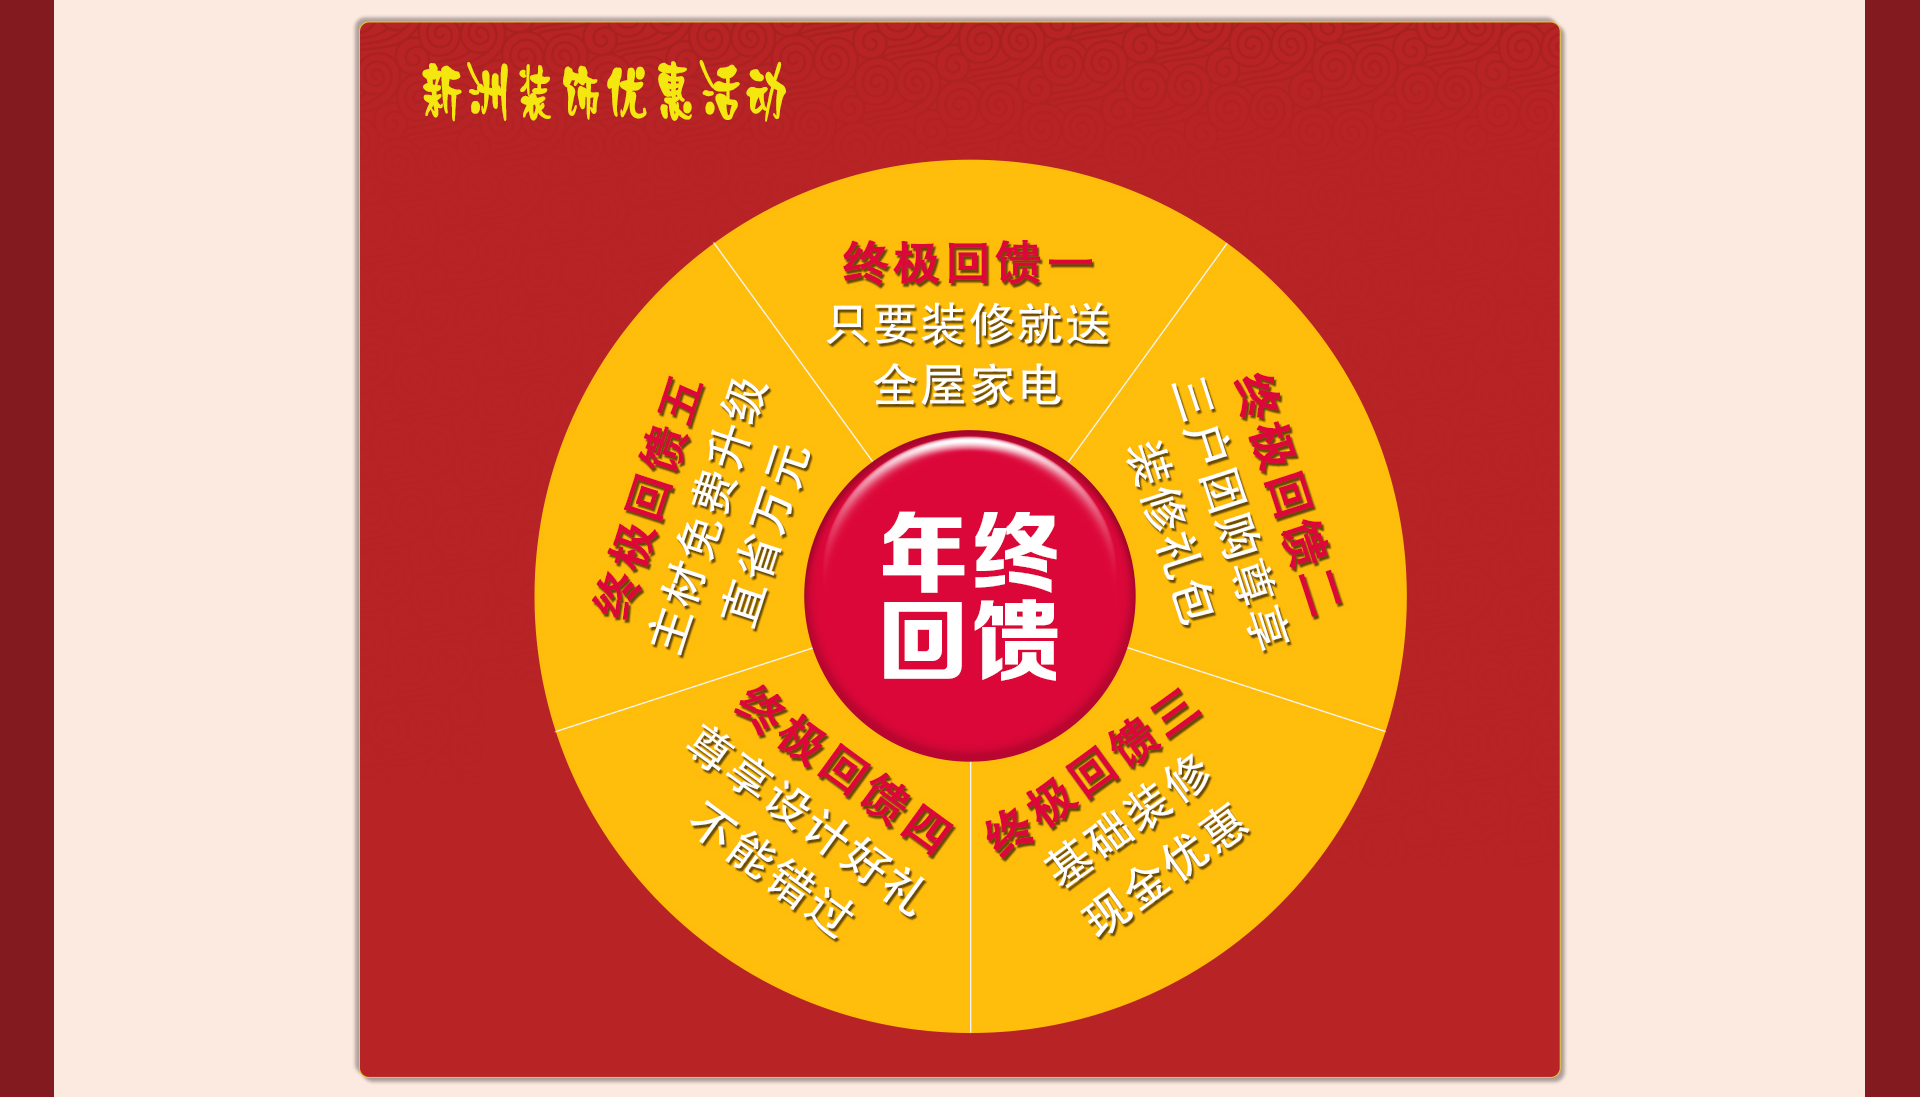 新洲装饰优惠活动
终极回馈一
只要装修就送
全屋家电
终极回馈二
三户团购尊享
装修礼包
终极回馈三
基础装修
现金优惠
终极回馈四
尊享设计好礼
不能错过
终极回馈五
主材免费升级
直省万元
年终
回馈